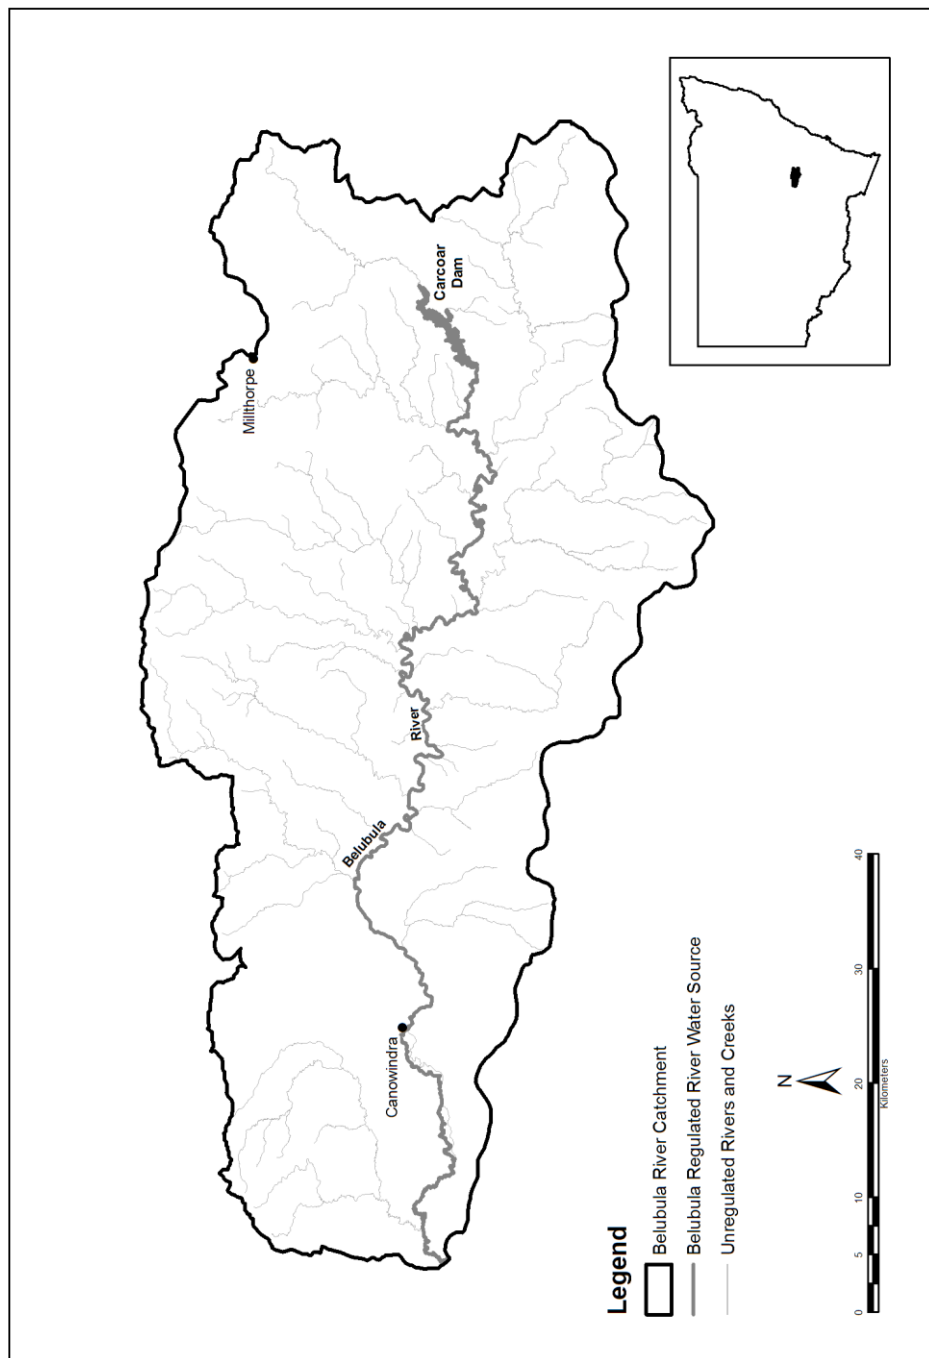 Millthorpe
Carcoar
Dam
River
Belubula
Canowindra
Legend
Belubula River Catchment
Belubula Regulated River Water Source
Unregulated Rivers and Creeks
N
0 5 10 20 30 40
Kilometers